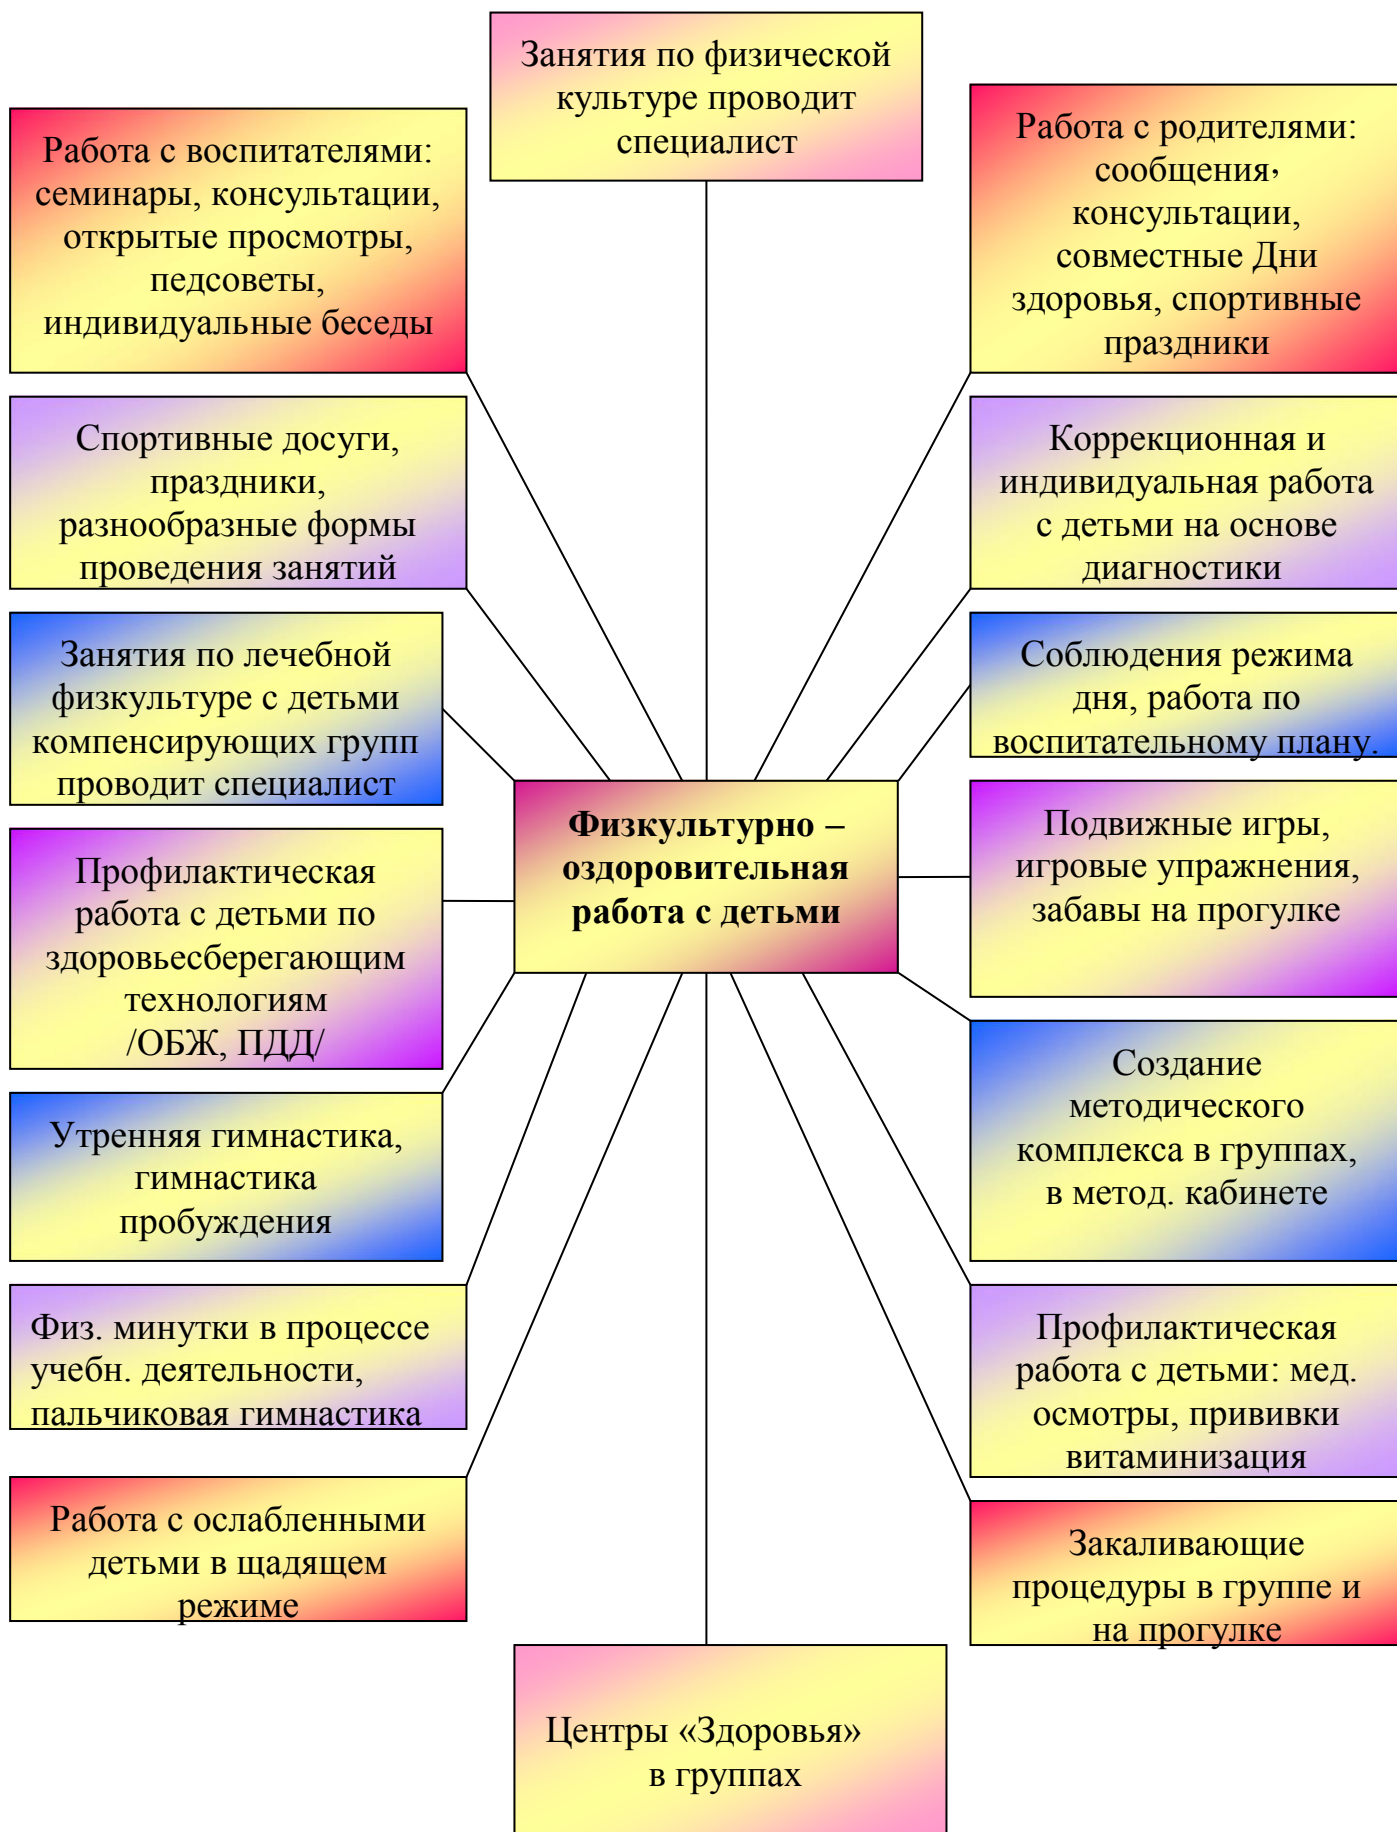 Занятия по физической
культуре проводит
специалист
Работа с воспитателями:
семинары, консультации,
открытые просмотры,
педсоветы,
индивидуальные беседы
Работа с родителями:
сообщения,
консультации,
совместные Дни
здоровья, спортивные
праздники
Спортивные досуги,
праздники,
разнообразные формы
проведения занятий
Коррекционная и
индивидуальная работа
с детьми на основе
диагностики
Занятия по лечебной
физкультуре с детьми
компенсирующих групп
проводит специалист
Соблюдения режима
дня, работа по
воспитательному плану.
Физкультурно –
оздоровительная
работа с детьми
Профилактическая
работа с детьми по
здоровьесберегающим
технологиям
/ОБЖ, ПДД/
Подвижные игры,
игровые упражнения,
забавы на прогулке
Утренняя гимнастика,
гимнастика
пробуждения
Создание
методического
комплекса в группах,
в метод. кабинете
Физ. минутки в процессе
учебн. деятельности,
пальчиковая гимнастика
Профилактическая
работа с детьми: мед.
осмотры, прививки
витаминизация
Работа с ослабленными
детьми в щадящем
режиме
Закаливающие
процедуры в группе и
на прогулке
Центры «Здоровья»
в группах